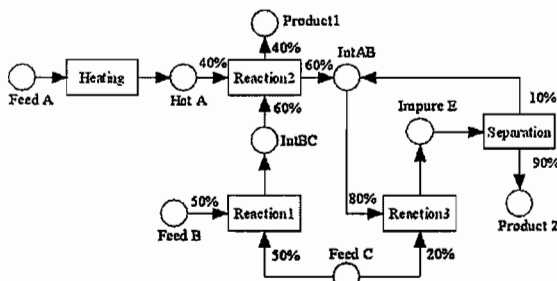 Product1
40%
IntAB
40%
60%
10%
Heating
Reaction2
Impure E
Feed A
Hot A
60%
Separation
IntBC
90%
50%
80%
Reaction1
Reaction3
Product 2
Feed B
50%
Feed C
20%